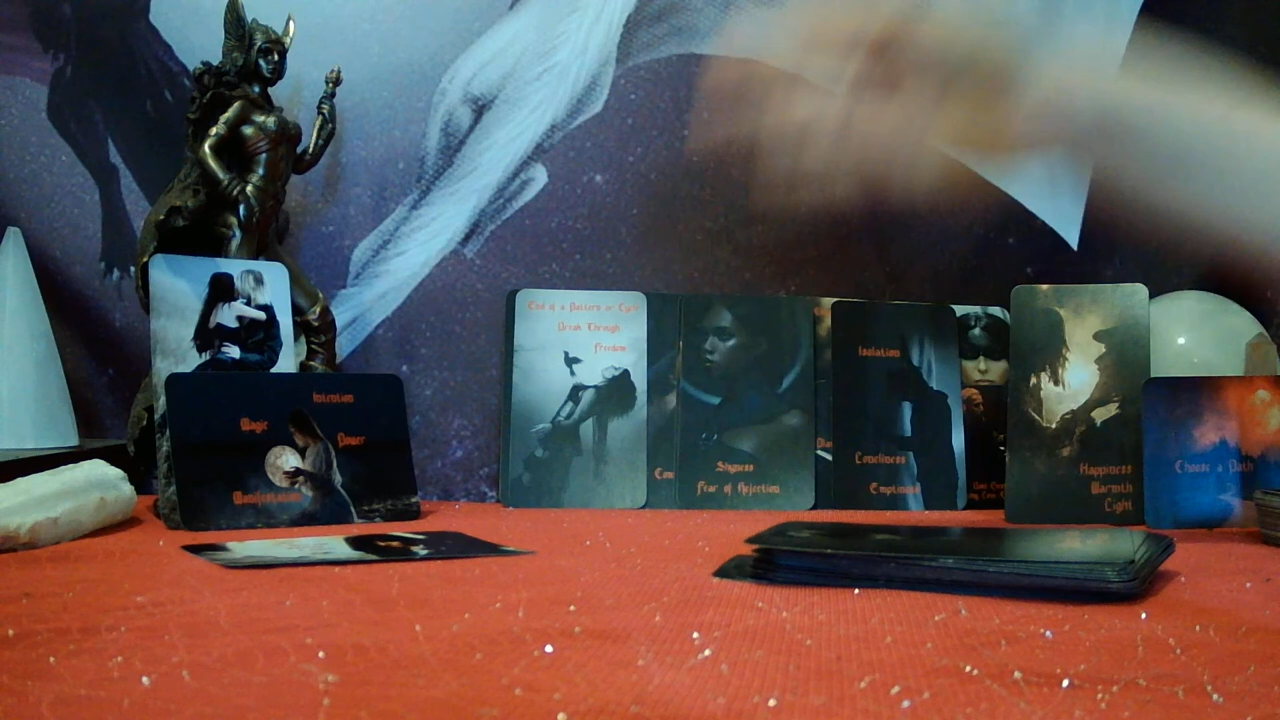 Intention
Magic
Power
Manifestation
End of a Pattern or Cycle
Break Through
Freedom
Shyness
Fear of Rejection
Isolation
Loneliness
Emptiness
Happiness
Warmth
Light
Choose a Path